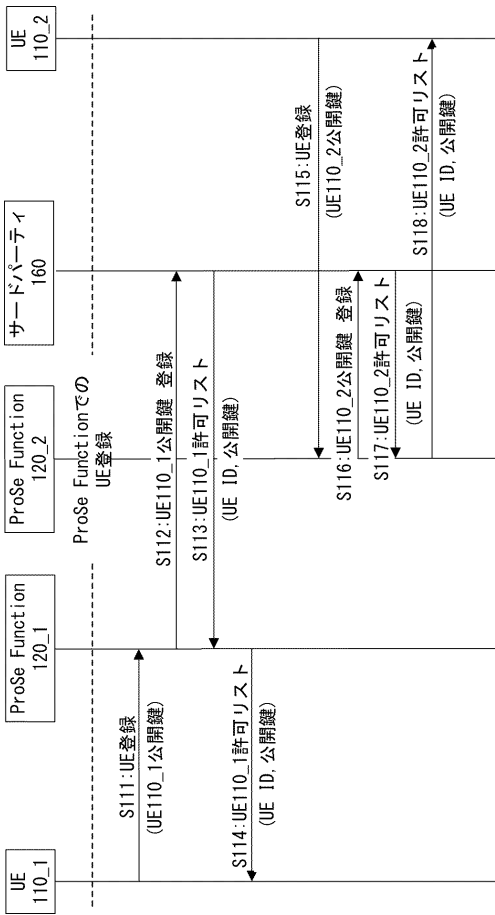 UE
110_1
ProSe Function
120_1
ProSe Function
120_2
サードパーティ
160
UE
110_2
ProSe Functionでの
UE登録
S111:UE登録
(UE110_1公開鍵)
S112:UE110_1公開鍵 登録
S113:UE110_1許可リスト
(UE ID,公開鍵)
S114:UE110_1許可リスト
(UE ID,公開鍵)
S115:UE登録
(UE110_2公開鍵)
S116:UE110_2公開鍵 登録
S117:UE110_2許可リスト
(UE ID,公開鍵)
S118:UE110_2許可リスト
(UE ID,公開鍵)